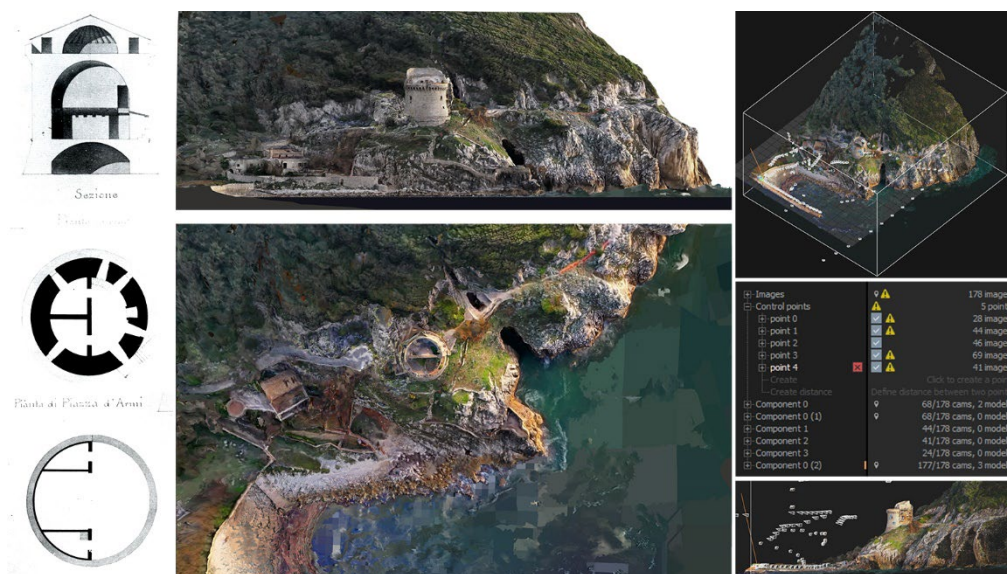 Sezione
Pianta di Piazza d'Armi
Images 178 image
Control points 5 point
point 0 28 image
point 1 44 image
point 2 46 image
point 3 69 image
point 4 41 image
Create Click to create a poin
Create distance Define distance between two point
Component 0 68/178 cams, 2 model
Component 0 (1) 68/178 cams, 0 model
Component 1 44/178 cams, 0 model
Component 2 41/178 cams, 0 model
Component 3 24/178 cams, 0 model
Component 0 (2) 177/178 cams, 3 model